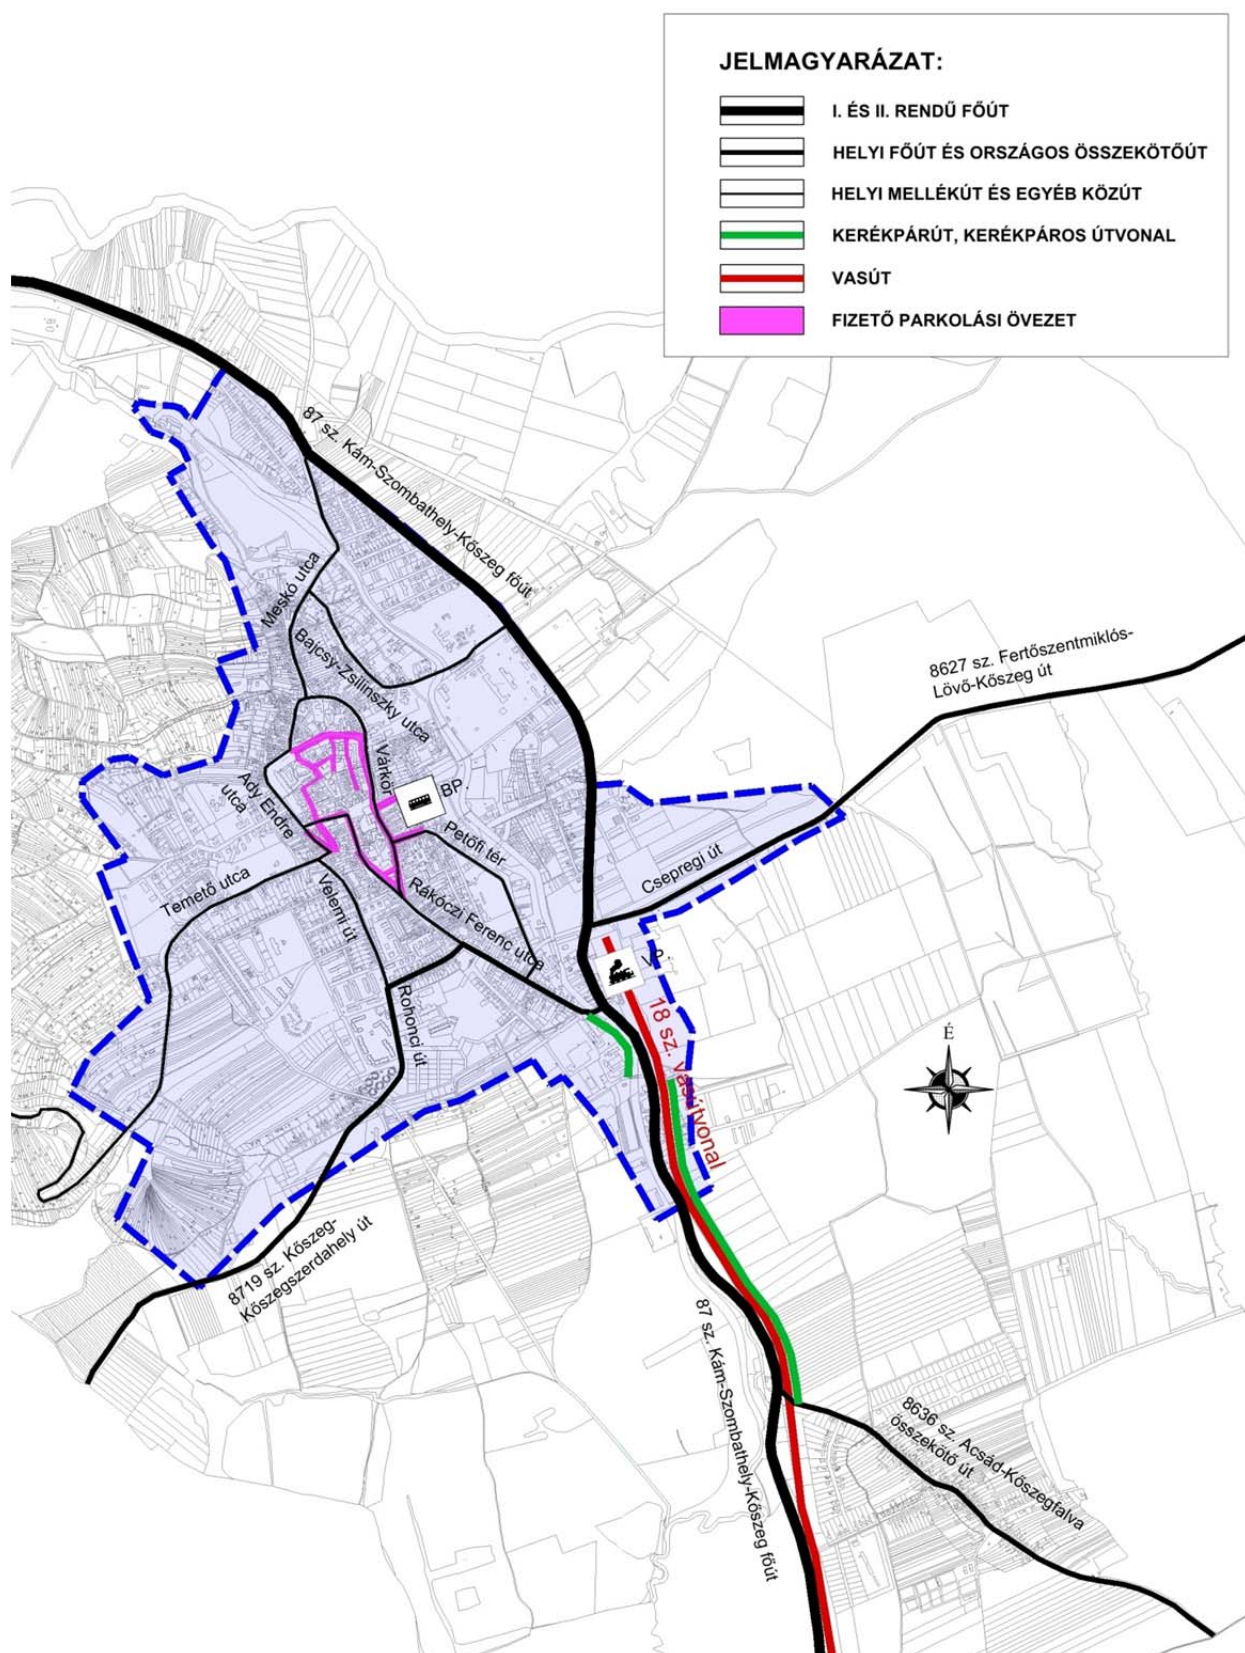 JELMAGYARÁZAT:
I. ÉS II. RENDŰ FŐÚT
HELYI FŐÚT ÉS ORSZÁGOS ÖSSZEKÖTŐÚT
HELYI MELLÉKÚT ÉS EGYÉB KÖZÚT
KERÉKPÁRÚT, KERÉKPÁROS ÚTVONAL
VASÚT
FIZETŐ PARKOLÁSI ÖVEZET
87 sz. Kám-Szombathely-Kőszeg főút
Meskó utca
Bajcsy-Zsilinszky utca
8627 sz. Fertőszentmiklós-
Lövő-Kőszeg út
Várkör
BP.
Ady Endre
utca
Petőfi tér
Csepregi út
Temető utca
Velemi út
Rákóczi Ferenc utca
VP.
Rohonci út
18 sz. vasútvonal
É
8719 sz. Kőszeg-
Kőszegszerdahely út
87 sz. Kám-Szombathely-Kőszeg főút
8636 sz. Acsád-Kőszegfalva
összekötő út